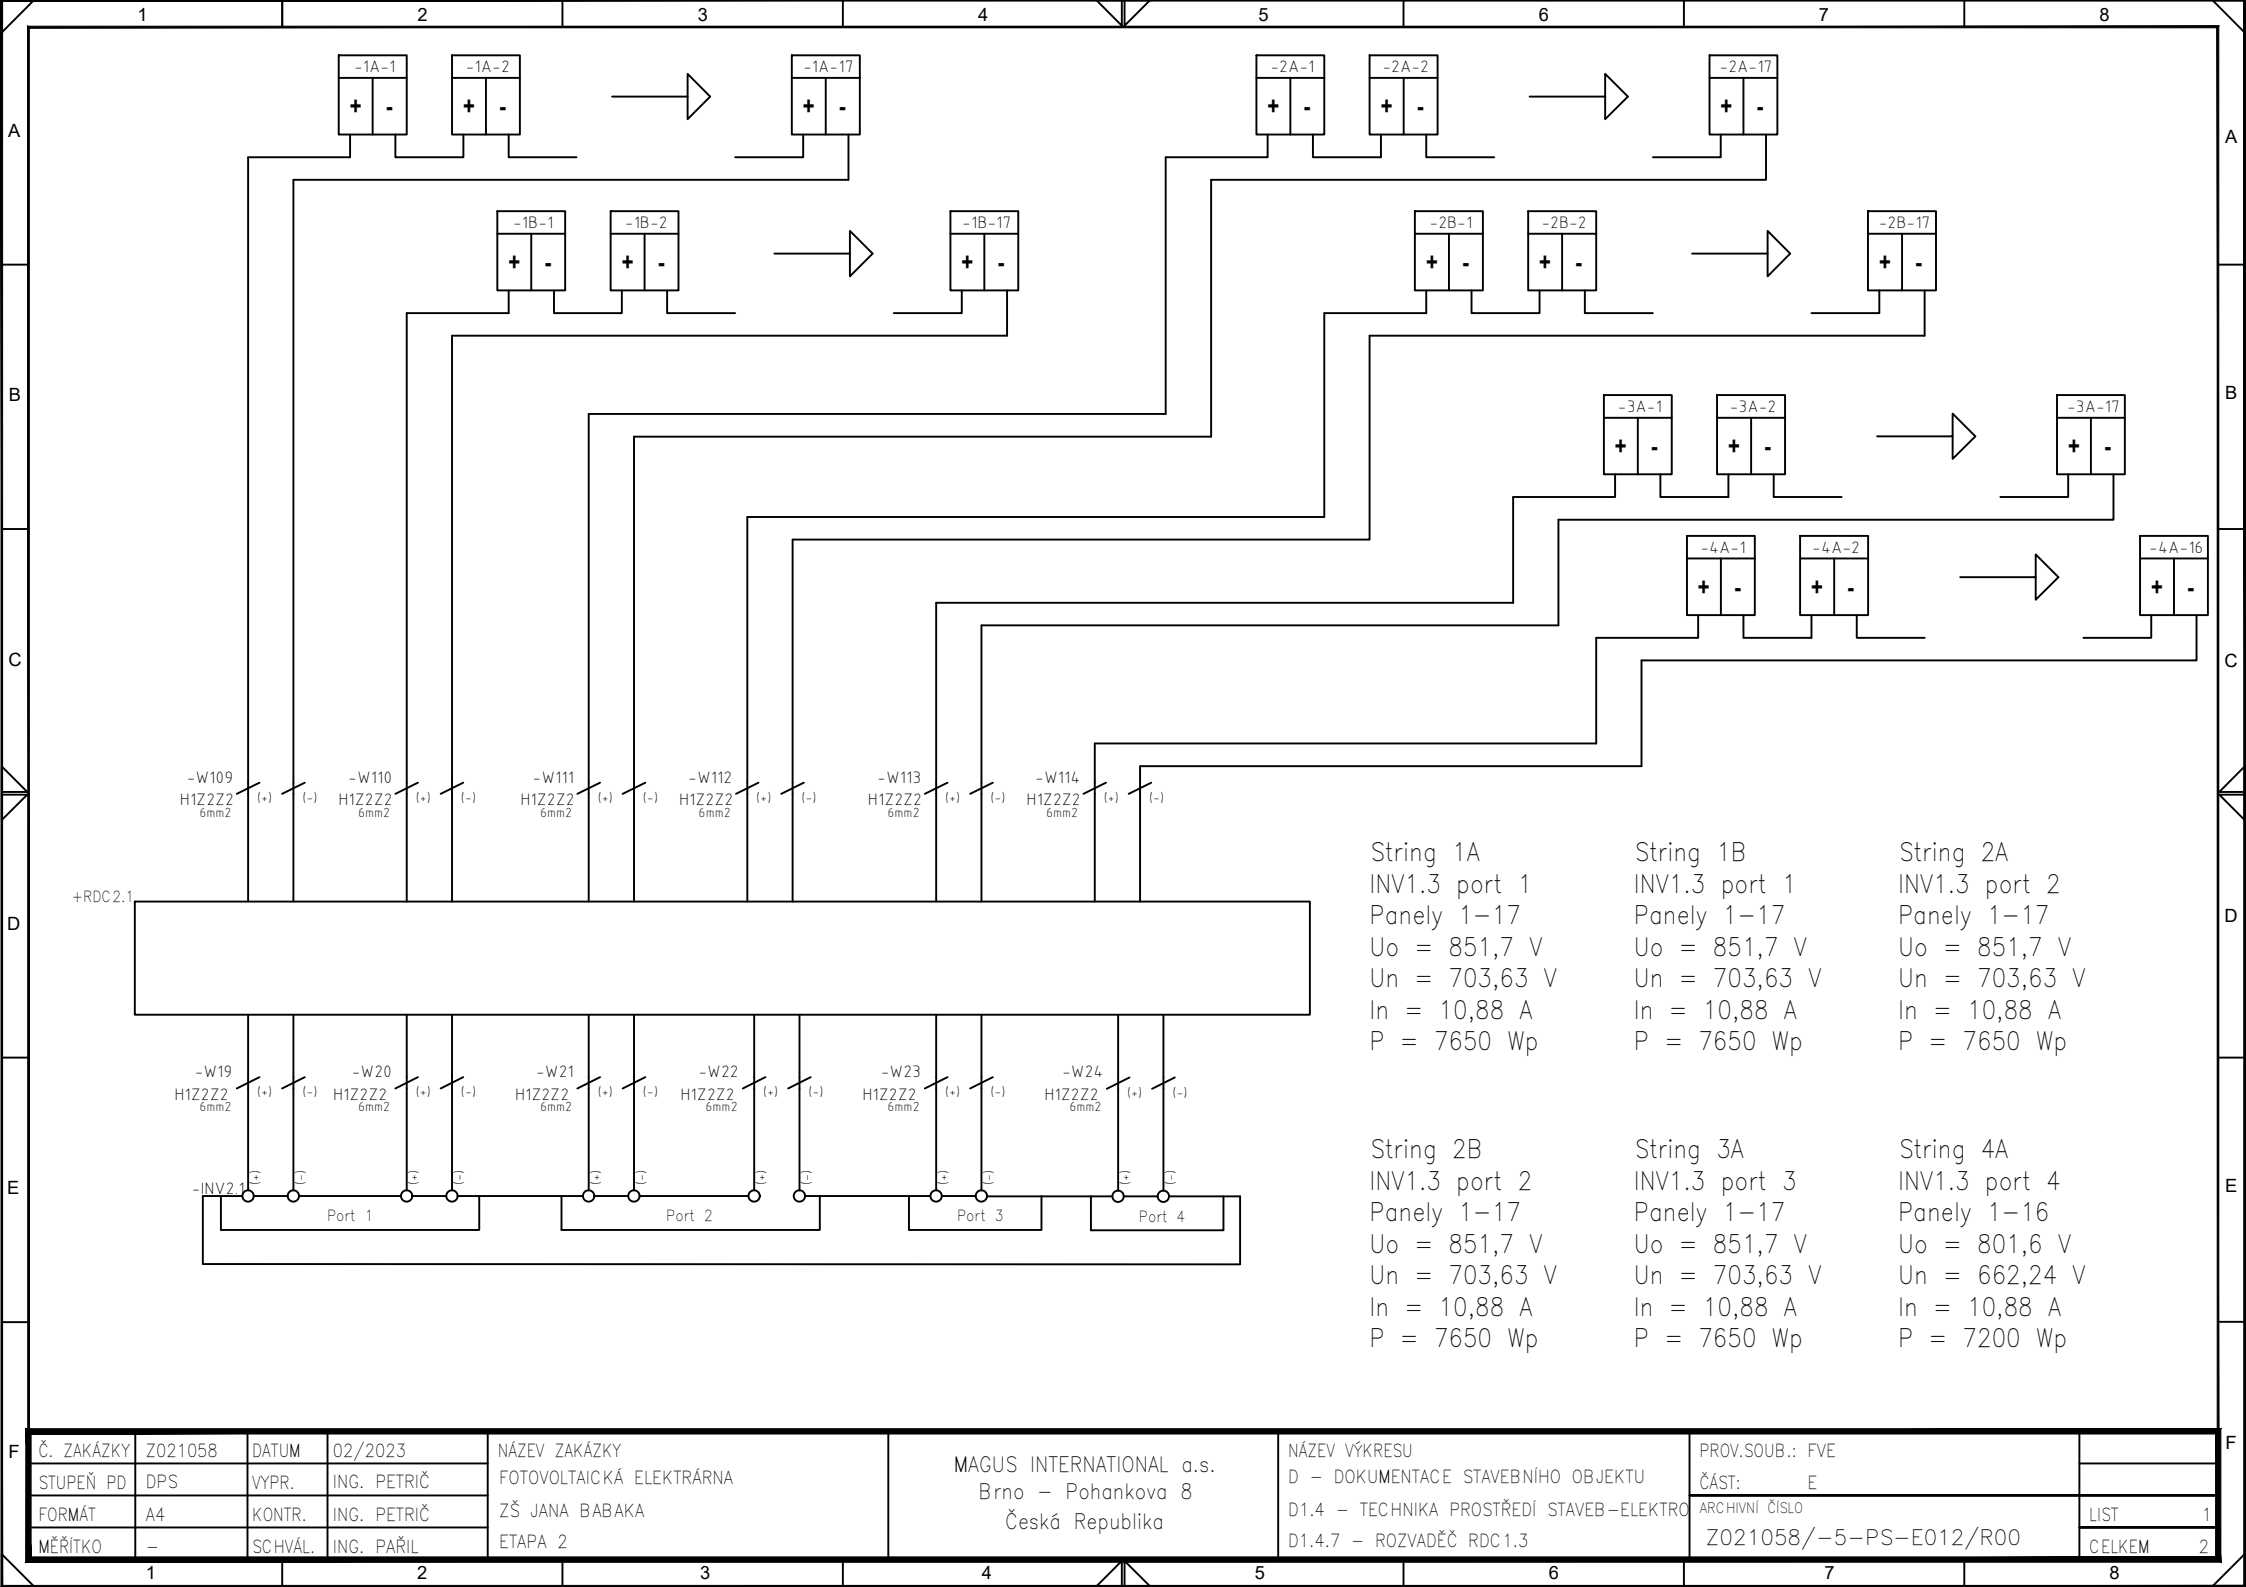 1 2 3 4 5 6 7 8
A
B
C
D
E
F
A
B
C
D
E
F
-1A-1 -1A-2 -1A-17
+ - + - + -
-2A-1 -2A-2 -2A-17
+ - + - + -
-1B-1 -1B-2 -1B-17
+ - + - + -
-2B-1 -2B-2 -2B-17
+ - + - + -
-3A-1 -3A-2 -3A-17
+ - + - + -
-4A-1 -4A-2 -4A-16
+ - + - + -
-W109
H1Z2Z2 (+) (-)
6mm2
-W110
H1Z2Z2 (+) (-)
6mm2
-W111
H1Z2Z2 (+) (-)
6mm2
-W112
H1Z2Z2 (+) (-)
6mm2
-W113
H1Z2Z2 (+) (-)
6mm2
-W114
H1Z2Z2 (+) (-)
6mm2
+RDC2.1
-W19
H1Z2Z2 (+) (-)
6mm2
-W20
H1Z2Z2 (+) (-)
6mm2
-W21
H1Z2Z2 (+) (-)
6mm2
-W22
H1Z2Z2 (+) (-)
6mm2
-W23
H1Z2Z2 (+) (-)
6mm2
-W24
H1Z2Z2 (+) (-)
6mm2
-INV2.1
(+) (-) (+) (-) (+) (-) (+) (-) (+) (-) (+) (-)
Port 1 Port 2 Port 3 Port 4
String 1A
INV1.3 port 1
Panely 1-17
Uo = 851,7 V
Un = 703,63 V
In = 10,88 A
P = 7650 Wp
String 1B
INV1.3 port 1
Panely 1-17
Uo = 851,7 V
Un = 703,63 V
In = 10,88 A
P = 7650 Wp
String 2A
INV1.3 port 2
Panely 1-17
Uo = 851,7 V
Un = 703,63 V
In = 10,88 A
P = 7650 Wp
String 2B
INV1.3 port 2
Panely 1-17
Uo = 851,7 V
Un = 703,63 V
In = 10,88 A
P = 7650 Wp
String 3A
INV1.3 port 3
Panely 1-17
Uo = 851,7 V
Un = 703,63 V
In = 10,88 A
P = 7650 Wp
String 4A
INV1.3 port 4
Panely 1-16
Uo = 801,6 V
Un = 662,24 V
In = 10,88 A
P = 7200 Wp
Č. ZAKÁZKY Z021058 DATUM 02/2023
STUPEŇ PD DPS VYPR. ING. PETRIČ
FORMÁT A4 KONTR. ING. PETRIČ
MĚŘÍTKO - SCHVÁL. ING. PAŘIL
NÁZEV ZAKÁZKY
FOTOVOLTAICKÁ ELEKTRÁRNA
ZŠ JANA BABAKA
ETAPA 2
MAGUS INTERNATIONAL a.s.
Brno - Pohankova 8
Česká Republika
NÁZEV VÝKRESU
D - DOKUMENTACE STAVEBNÍHO OBJEKTU
D1.4 - TECHNIKA PROSTŘEDÍ STAVEB-ELEKTRO
D1.4.7 - ROZVADĚČ RDC1.3
PROV.SOUB.: FVE
ČÁST: E
ARCHIVNÍ ČÍSLO
Z021058/-5-PS-E012/R00
LIST 1
CELKEM 2
1 2 3 4 5 6 7 8